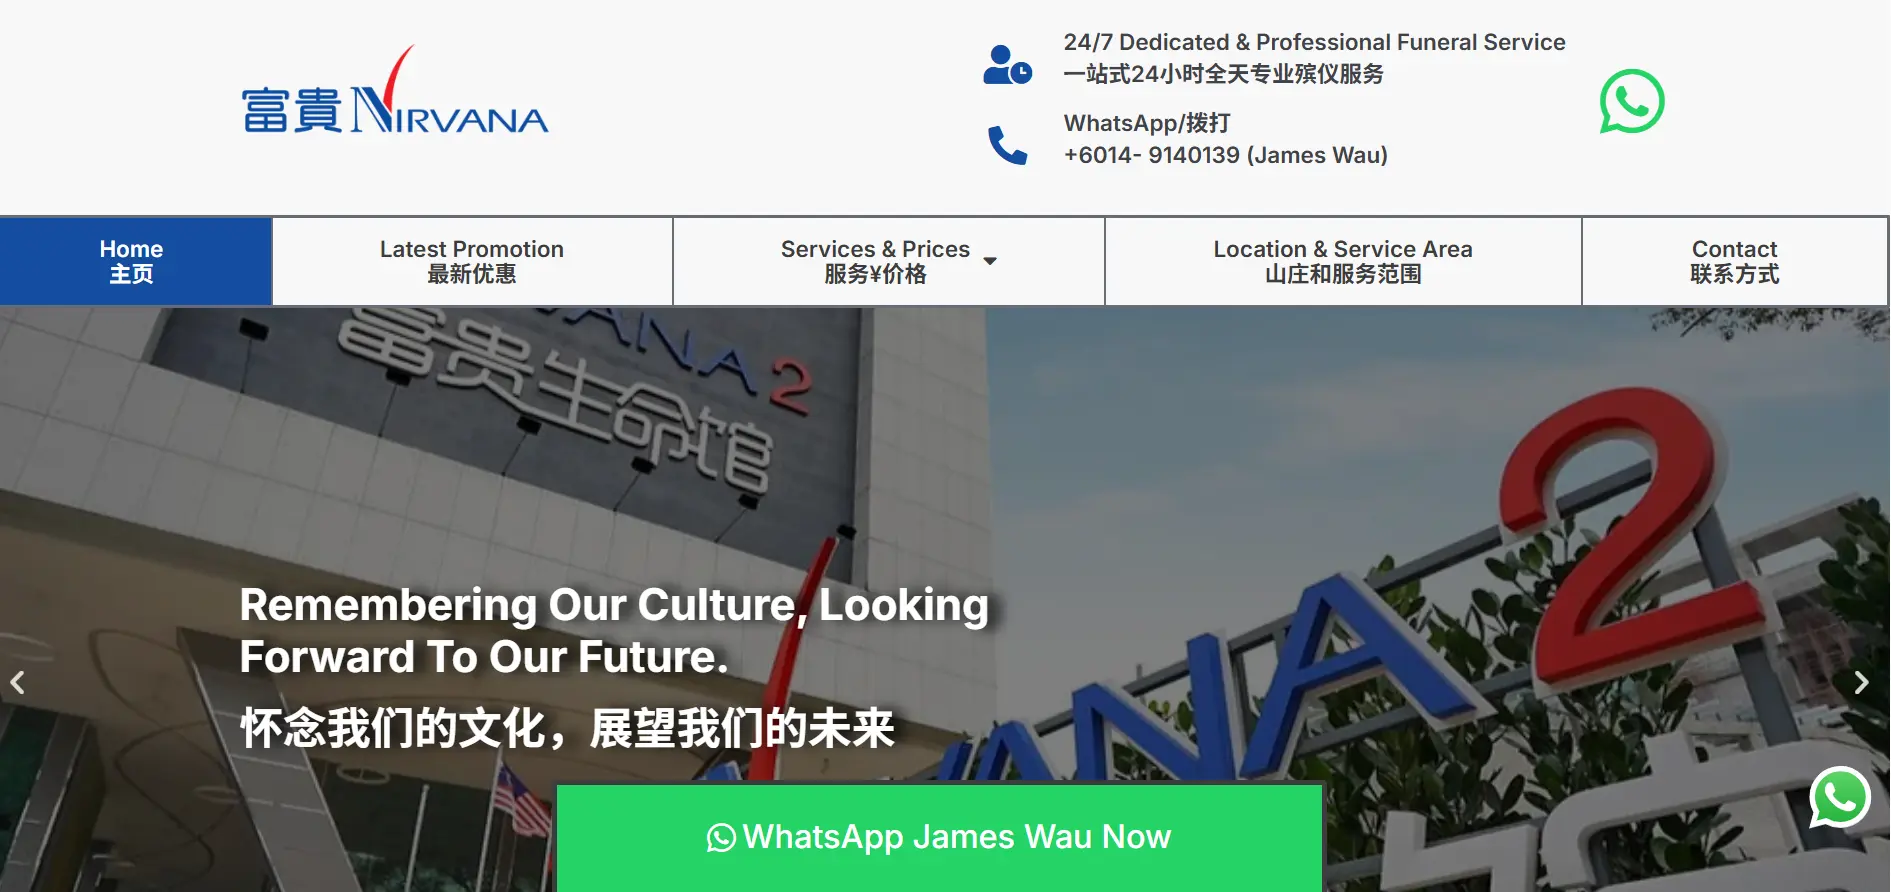 富貴 NIRVANA
24/7 Dedicated & Professional Funeral Service
一站式24小时全天专业殡仪服务
WhatsApp/拨打
+6014- 9140139 (James Wau)
Home
主页
Latest Promotion
最新优惠
Services & Prices
服务¥价格
Location & Service Area
山庄和服务范围
Contact
联系方式
VANA 2
富贵生命馆
VANA 2
Remembering Our Culture, Looking
Forward To Our Future.
怀念我们的文化，展望我们的未来
WhatsApp James Wau Now